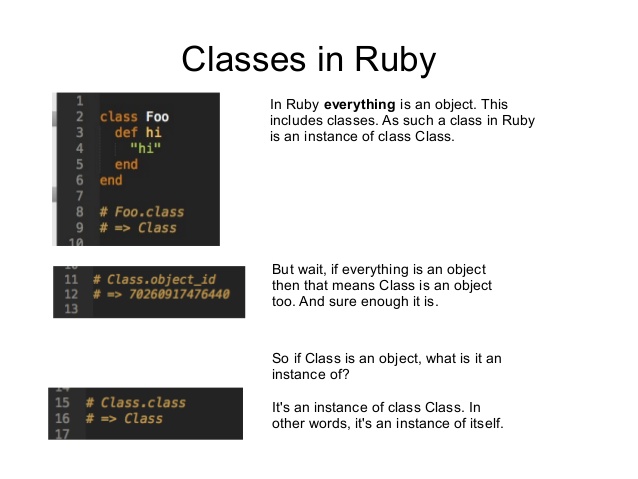 Classes in Ruby
1
2 class Foo
3 def hi
4 "hi"
5 end
6 end
7
8 # Foo.class
9 # => Class
10
In Ruby everything is an object. This
includes classes. As such a class in Ruby
is an instance of class Class.
10
11 # Class.object_id
12 # => 70260917476440
13
But wait, if everything is an object
then that means Class is an object
too. And sure enough it is.
So if Class is an object, what is it an
instance of?
14
15 # Class.class
16 # => Class
17
It's an instance of class Class. In
other words, it's an instance of itself.